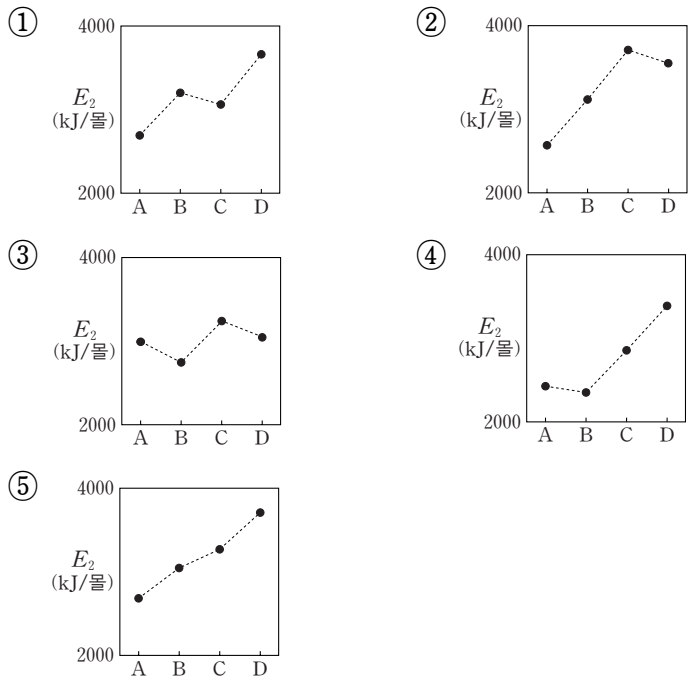 ①
4000
E₂
(kJ/몰)
2000
A B C D
②
4000
E₂
(kJ/몰)
2000
A B C D
③
4000
E₂
(kJ/몰)
2000
A B C D
④
4000
E₂
(kJ/몰)
2000
A B C D
⑤
4000
E₂
(kJ/몰)
2000
A B C D